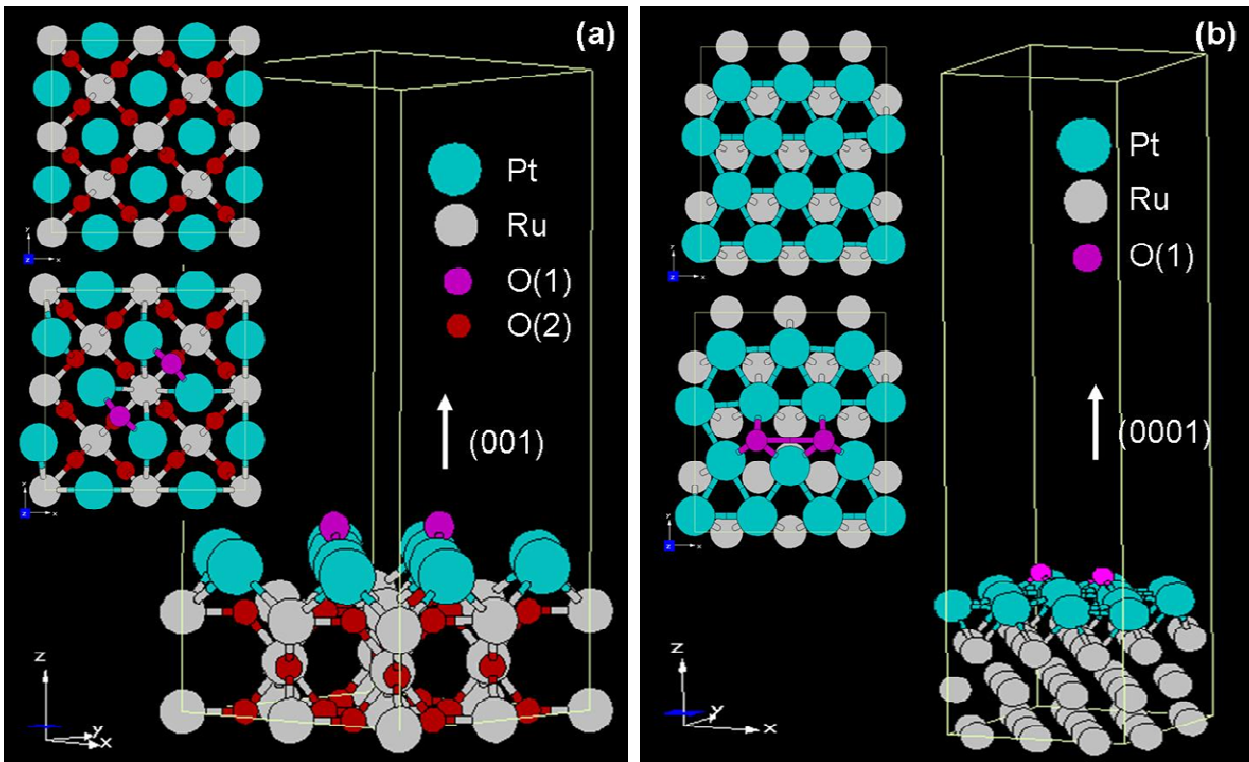 (a)
Pt
Ru
O(1)
O(2)
(001)
z
y
x
y
z
x
y
z
x
(b)
Pt
Ru
O(1)
(0001)
z
y
x
y
z
x
y
z
x